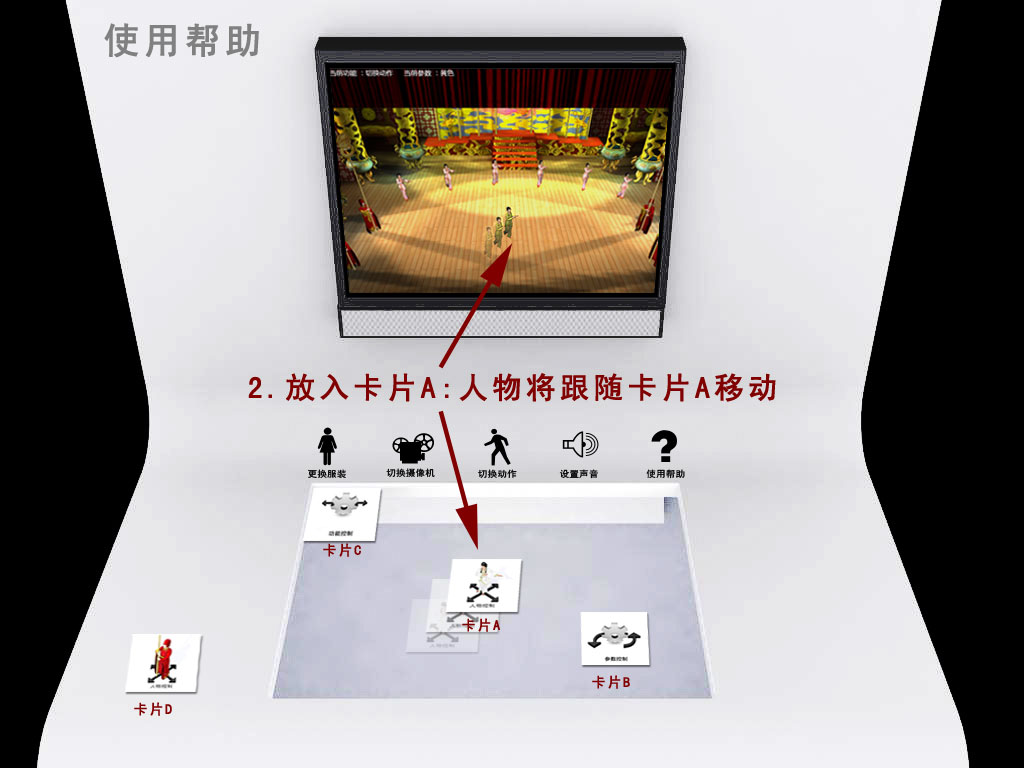 使用帮助
当前功能：切换动作 当前参数：黄色
2.放入卡片A:人物将跟随卡片A移动
更换服装 切换摄像机 切换动作 设置声音 使用帮助
功能控制
卡片C
人物控制
卡片A
人物控制
参数控制
卡片B
人物控制
卡片D